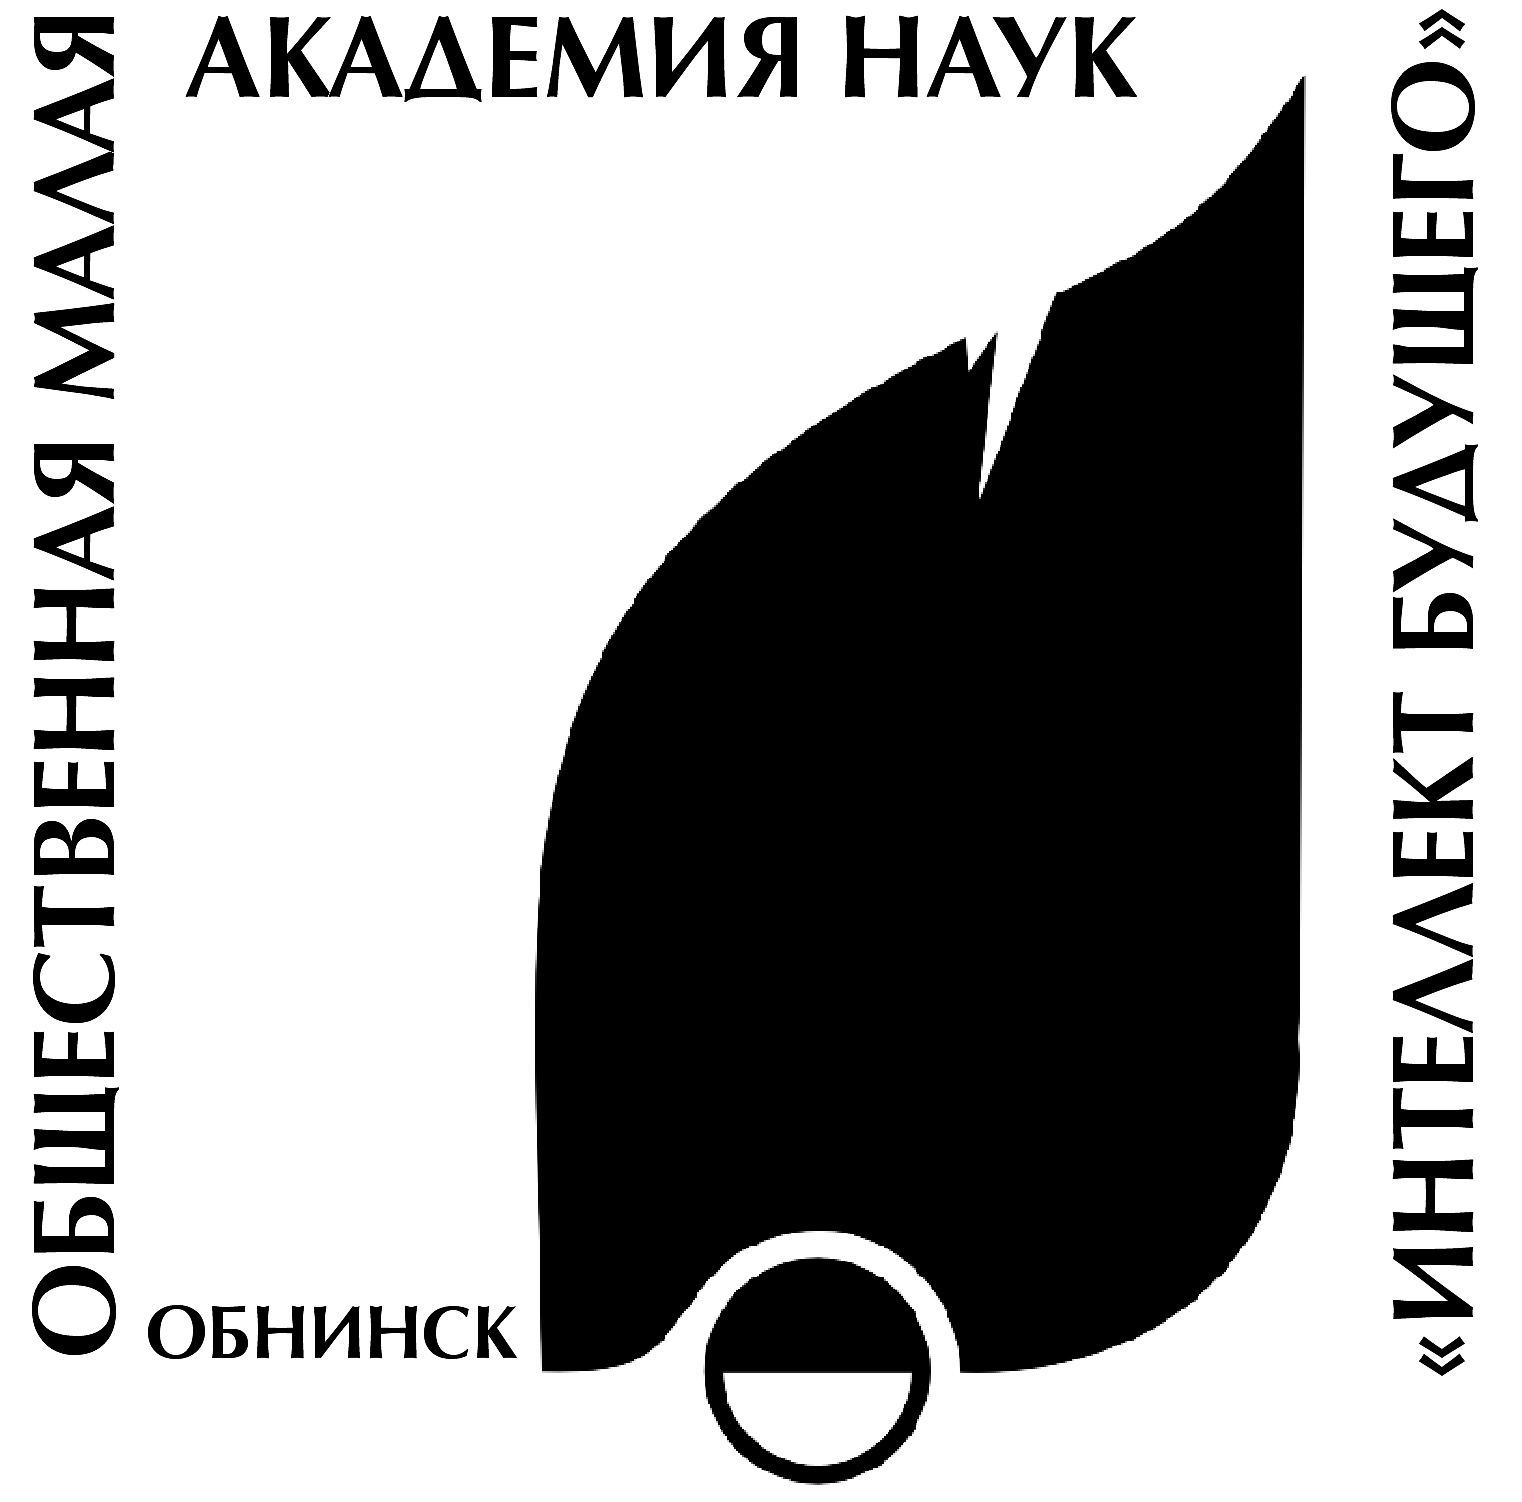 ОБЩЕСТВЕННАЯ МАЛАЯ
АКАДЕМИЯ НАУК
«ИНТЕЛЛЕКТ БУДУЩЕГО»
ОБНИНСК